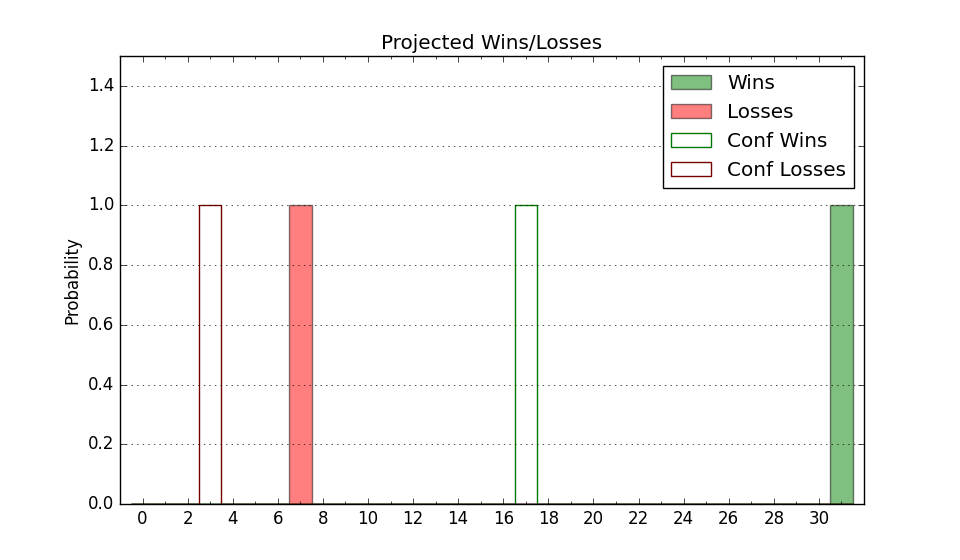 Projected Wins/Losses
Wins
Losses
Conf Wins
Conf Losses
Probability
1.4
1.2
1.0
0.8
0.6
0.4
0.2
0.0
0 2 4 6 8 10 12 14 16 18 20 22 24 26 28 30